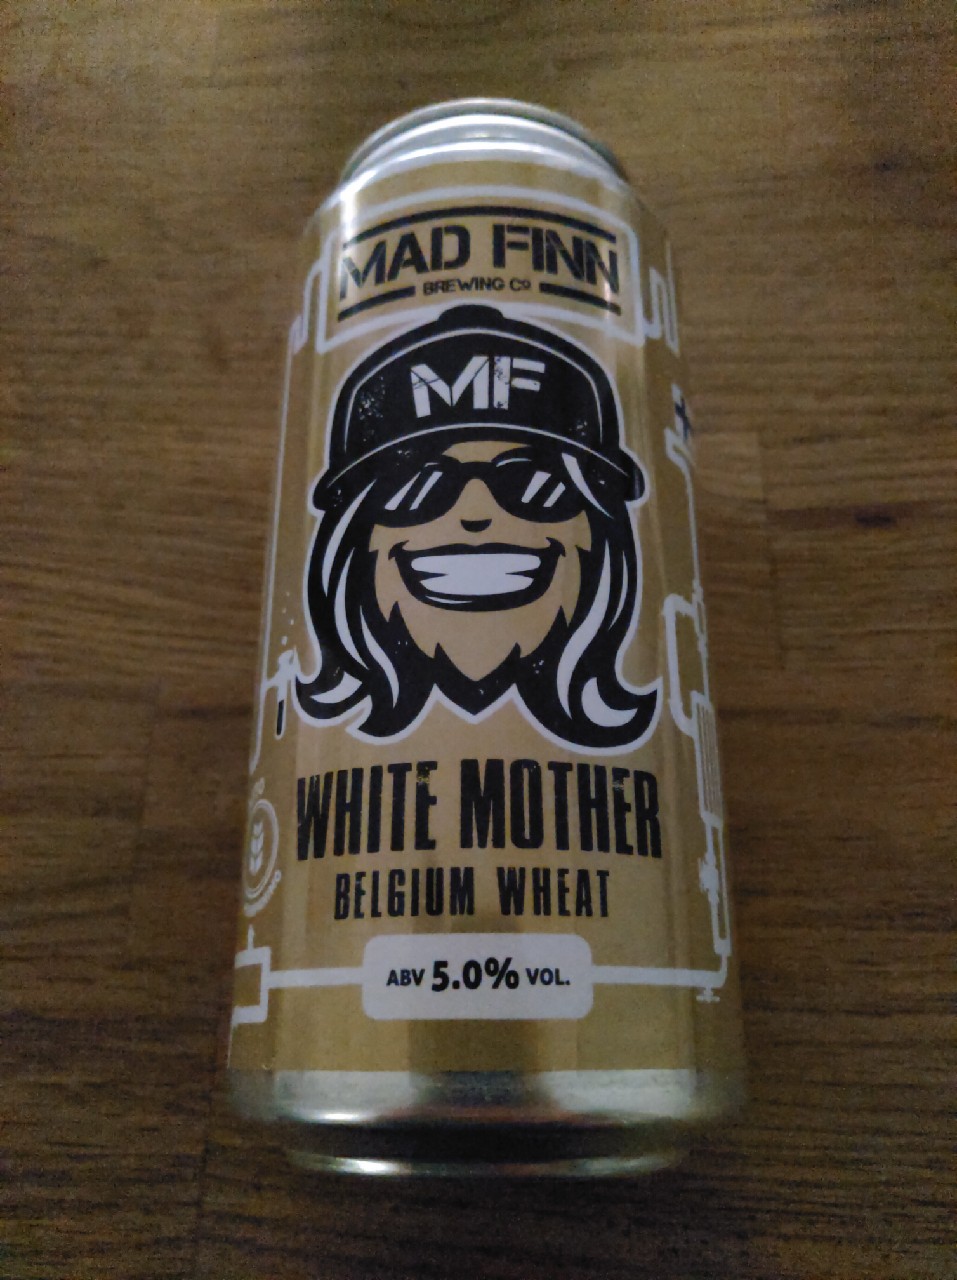 MAD FINN
BREWING Cº
MF
WHITE MOTHER
BELGIUM WHEAT
ABV 5.0% VOL.